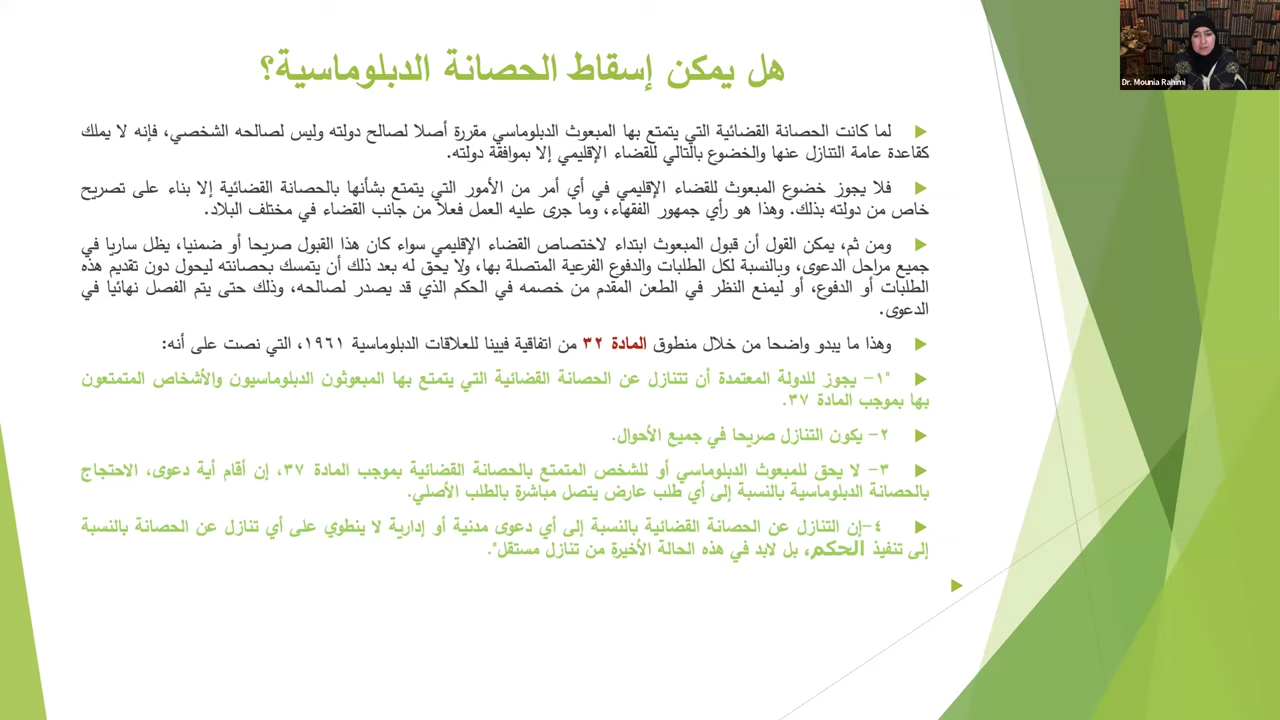 هل يمكن إسقاط الحصانة الدبلوماسية؟
Dr. Mounia Rahimi
لما كانت الحصانة القضائية التي يتمتع بها المبعوث الدبلوماسي مقررة أصلا لصالح دولته وليس لصالحه الشخصي، فإنه لا يملك
كقاعدة عامة التنازل عنها والخضوع بالتالي للقضاء الإقليمي إلا بموافقة دولته.
فلا يجوز خضوع المبعوث للقضاء الإقليمي في أي أمر من الأمور التي يتمتع بشأنها بالحصانة القضائية إلا بناء على تصريح
خاص من دولته بذلك. وهذا هو رأي جمهور الفقهاء، وما جرى عليه العمل فعلا من جانب القضاء في مختلف البلاد.
ومن ثم، يمكن القول أن قبول المبعوث ابتداء لاختصاص القضاء الإقليمي سواء كان هذا القبول صريحا أو ضمنيا، يظل ساريا في
جميع مراحل الدعوى، وبالنسبة لكل الطلبات والدفوع الفرعية المتصلة بها، ولا يحق له بعد ذلك أن يتمسك بحصانته ليحول دون تقديم هذه
الطلبات أو الدفوع، أو ليمنع النظر في الطعن المقدم من خصمه في الحكم الذي قد يصدر لصالحه، وذلك حتى يتم الفصل نهائيا في
الدعوى.
وهذا ما يبدو واضحا من خلال منطوق المادة ٣٢ من اتفاقية فيينا للعلاقات الدبلوماسية ١٩٦١، التي نصت على أنه:
"١- يجوز للدولة المعتمدة أن تتنازل عن الحصانة القضائية التي يتمتع بها المبعوثون الدبلوماسيون والأشخاص المتمتعون
بها بموجب المادة ٣٧.
٢- يكون التنازل صريحا في جميع الأحوال.
٣- لا يحق للمبعوث الدبلوماسي أو للشخص المتمتع بالحصانة القضائية بموجب المادة ٣٧، إن أقام أية دعوى، الاحتجاج
بالحصانة الدبلوماسية بالنسبة إلى أي طلب عارض يتصل مباشرة بالطلب الأصلي.
٤-إن التنازل عن الحصانة القضائية بالنسبة إلى أي دعوى مدنية أو إدارية لا ينطوي على أي تنازل عن الحصانة بالنسبة
إلى تنفيذ الحكم، بل لابد في هذه الحالة الأخيرة من تنازل مستقل".